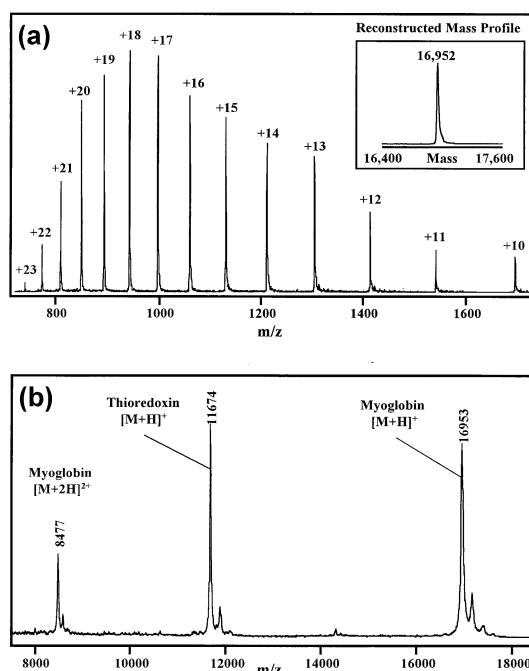 (a)
Reconstructed Mass Profile
16,952
16,400 Mass 17,600
+23
+22
+21
+20
+19
+18
+17
+16
+15
+14
+13
+12
+11
+10
800 1000 1200 1400 1600
m/z
(b)
Thioredoxin
[M+H]⁺
11674
Myoglobin
[M+H]⁺
16953
Myoglobin
[M+2H]²⁺
8477
10000 12000 14000 16000 18000
m/z